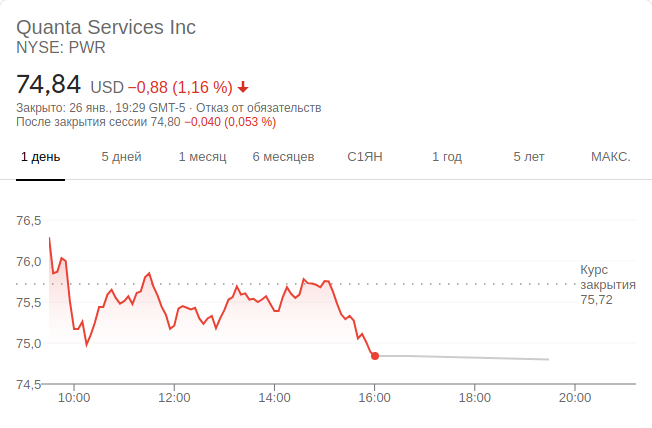 Quanta Services Inc
NYSE: PWR
74,84 USD −0,88 (1,16 %)
Закрыто: 26 янв., 19:29 GMT-5 · Отказ от обязательств
После закрытия сессии 74,80 −0,040 (0,053 %)
1 день 5 дней 1 месяц 6 месяцев С1ЯН 1 год 5 лет МАКС.
76,5
76,0
Курс
закрытия
75,72
75,5
75,0
74,5
10:00 12:00 14:00 16:00 18:00 20:00